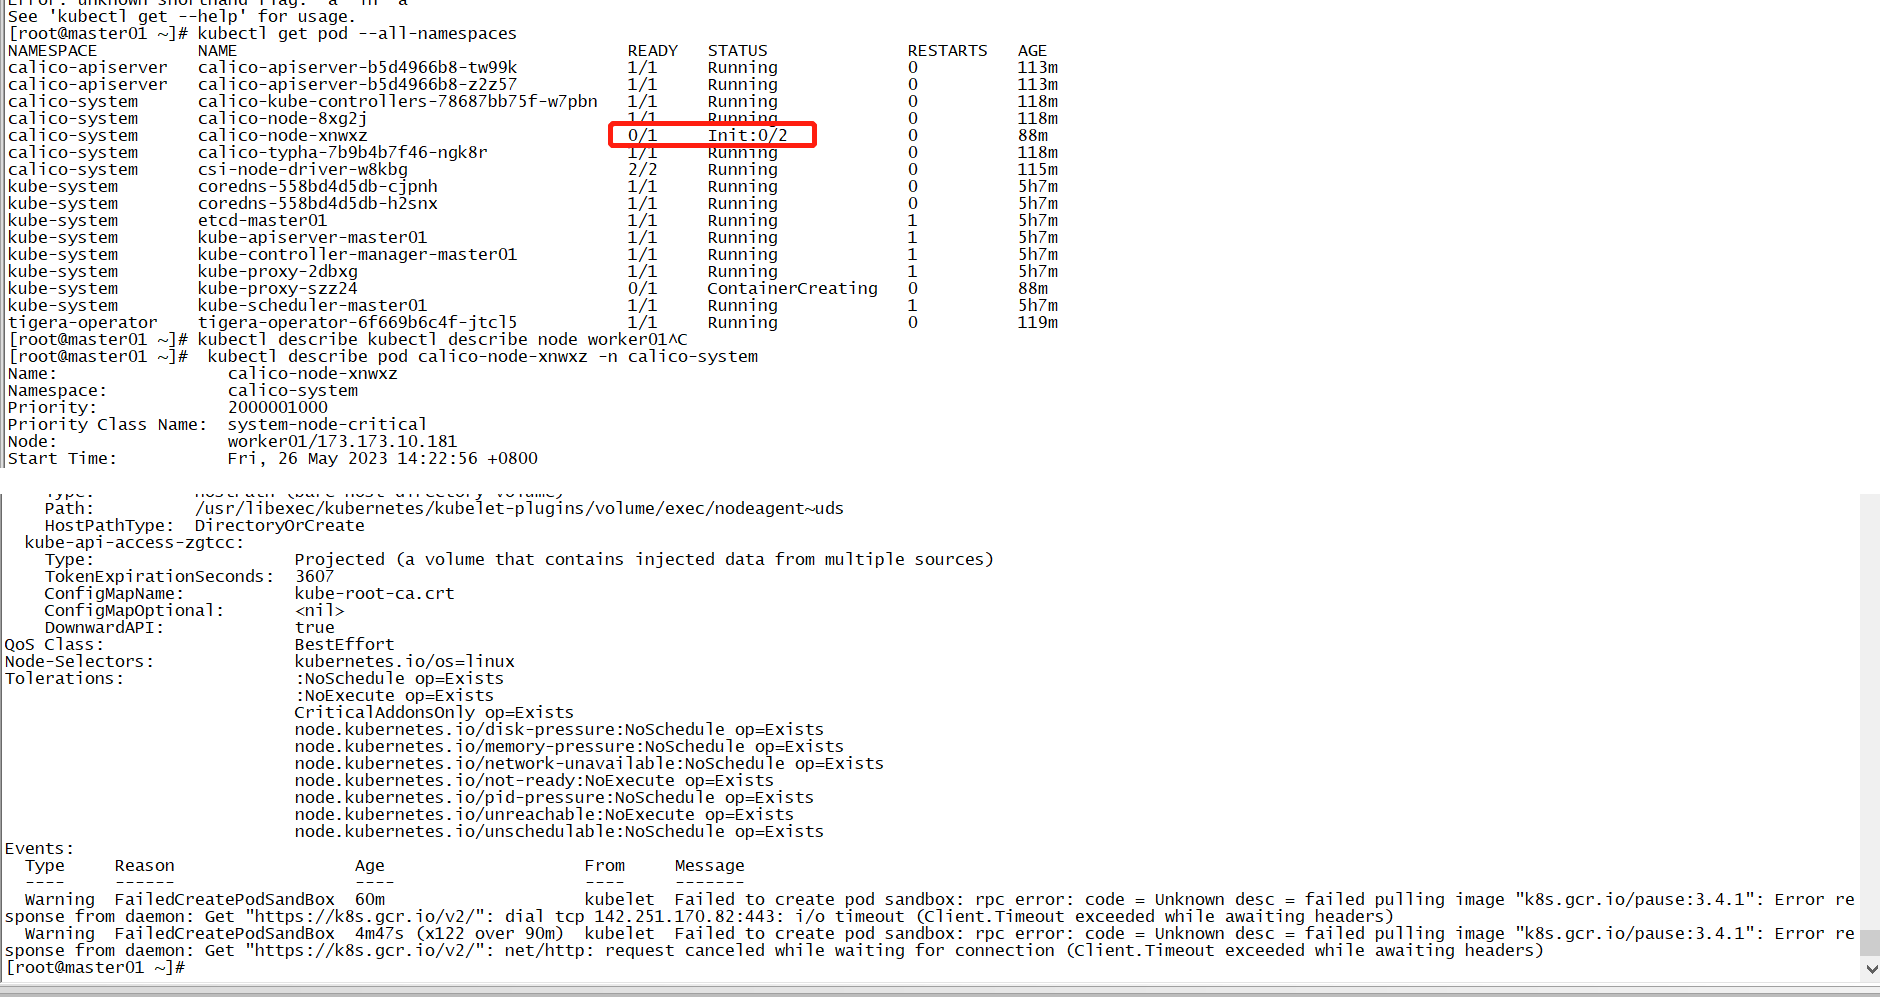 Error: unknown shorthand flag: 'a' in -a
See 'kubectl get --help' for usage.
[root@master01 ~]# kubectl get pod --all-namespaces
NAMESPACE NAME READY STATUS RESTARTS AGE
calico-apiserver calico-apiserver-b5d4966b8-tw99k 1/1 Running 0 113m
calico-apiserver calico-apiserver-b5d4966b8-z2z57 1/1 Running 0 113m
calico-system calico-kube-controllers-78687bb75f-w7pbn 1/1 Running 0 118m
calico-system calico-node-8xg2j 1/1 Running 0 118m
calico-system calico-node-xnwxz 0/1 Init:0/2 0 88m
calico-system calico-typha-7b9b4b7f46-ngk8r 1/1 Running 0 118m
calico-system csi-node-driver-w8kbg 2/2 Running 0 115m
kube-system coredns-558bd4d5db-cjpnh 1/1 Running 0 5h7m
kube-system coredns-558bd4d5db-h2snx 1/1 Running 0 5h7m
kube-system etcd-master01 1/1 Running 1 5h7m
kube-system kube-apiserver-master01 1/1 Running 1 5h7m
kube-system kube-controller-manager-master01 1/1 Running 1 5h7m
kube-system kube-proxy-2dbxg 1/1 Running 1 5h7m
kube-system kube-proxy-szz24 0/1 ContainerCreating 0 88m
kube-system kube-scheduler-master01 1/1 Running 1 5h7m
tigera-operator tigera-operator-6f669b6c4f-jtcl5 1/1 Running 0 119m
[root@master01 ~]# kubectl describe kubectl describe node worker01^C
[root@master01 ~]#  kubectl describe pod calico-node-xnwxz -n calico-system
Name: calico-node-xnwxz
Namespace: calico-system
Priority: 2000001000
Priority Class Name: system-node-critical
Node: worker01/173.173.10.181
Start Time: Fri, 26 May 2023 14:22:56 +0800
Type: HostPath (bare host directory volume)
Path: /usr/libexec/kubernetes/kubelet-plugins/volume/exec/nodeagent~uds
HostPathType: DirectoryOrCreate
kube-api-access-zgtcc:
Type: Projected (a volume that contains injected data from multiple sources)
TokenExpirationSeconds: 3607
ConfigMapName: kube-root-ca.crt
ConfigMapOptional: <nil>
DownwardAPI: true
QoS Class: BestEffort
Node-Selectors: kubernetes.io/os=linux
Tolerations: :NoSchedule op=Exists
:NoExecute op=Exists
CriticalAddonsOnly op=Exists
node.kubernetes.io/disk-pressure:NoSchedule op=Exists
node.kubernetes.io/memory-pressure:NoSchedule op=Exists
node.kubernetes.io/network-unavailable:NoSchedule op=Exists
node.kubernetes.io/not-ready:NoExecute op=Exists
node.kubernetes.io/pid-pressure:NoSchedule op=Exists
node.kubernetes.io/unreachable:NoExecute op=Exists
node.kubernetes.io/unschedulable:NoSchedule op=Exists
Events:
Type Reason Age From Message
---- ------ ---- ---- -------
Warning FailedCreatePodSandBox 60m kubelet Failed to create pod sandbox: rpc error: code = Unknown desc = failed pulling image "k8s.gcr.io/pause:3.4.1": Error re
sponse from daemon: Get "https://k8s.gcr.io/v2/": dial tcp 142.251.170.82:443: i/o timeout (Client.Timeout exceeded while awaiting headers)
Warning FailedCreatePodSandBox 4m47s (x122 over 90m) kubelet Failed to create pod sandbox: rpc error: code = Unknown desc = failed pulling image "k8s.gcr.io/pause:3.4.1": Error re
sponse from daemon: Get "https://k8s.gcr.io/v2/": net/http: request canceled while waiting for connection (Client.Timeout exceeded while awaiting headers)
[root@master01 ~]#